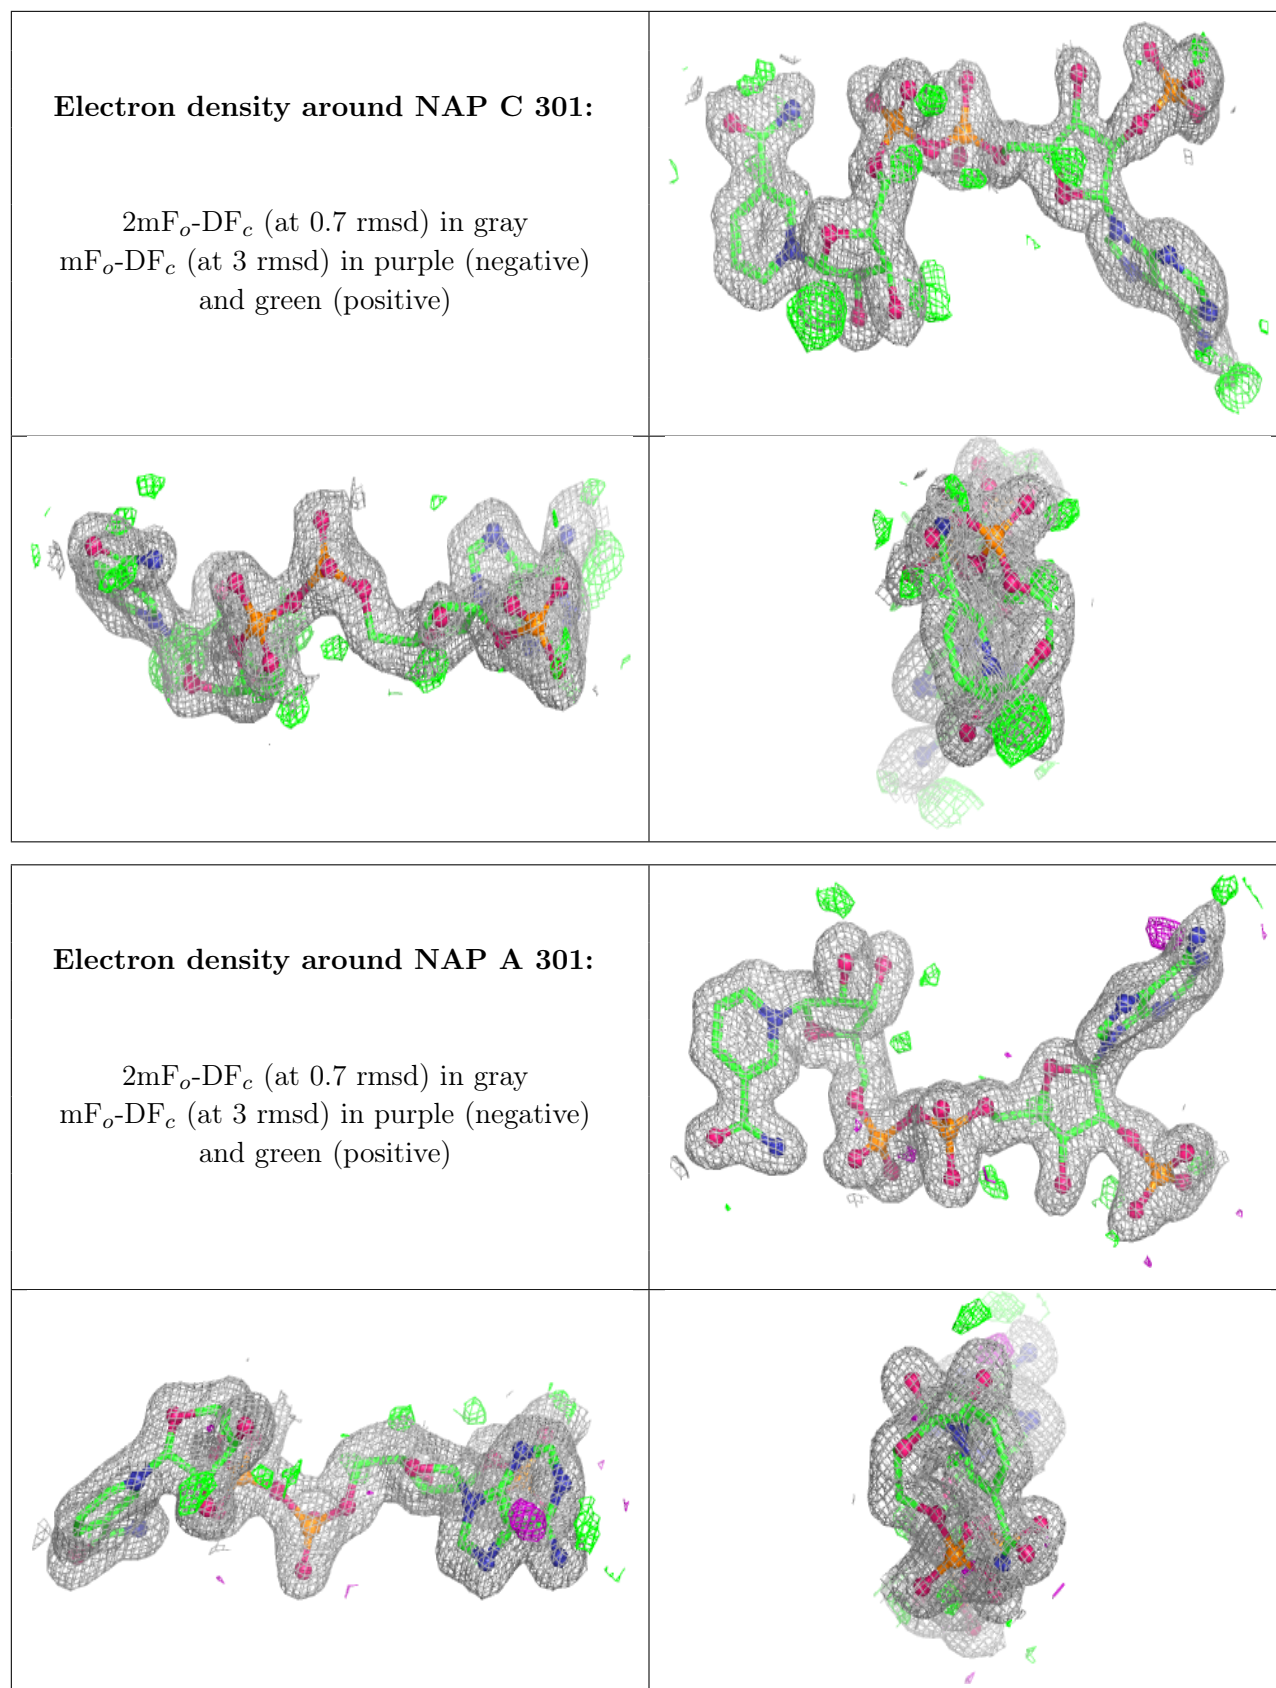 Electron density around NAP C 301:
2mFo-DFc (at 0.7 rmsd) in gray
mFo-DFc (at 3 rmsd) in purple (negative)
and green (positive)
Electron density around NAP A 301:
2mFo-DFc (at 0.7 rmsd) in gray
mFo-DFc (at 3 rmsd) in purple (negative)
and green (positive)